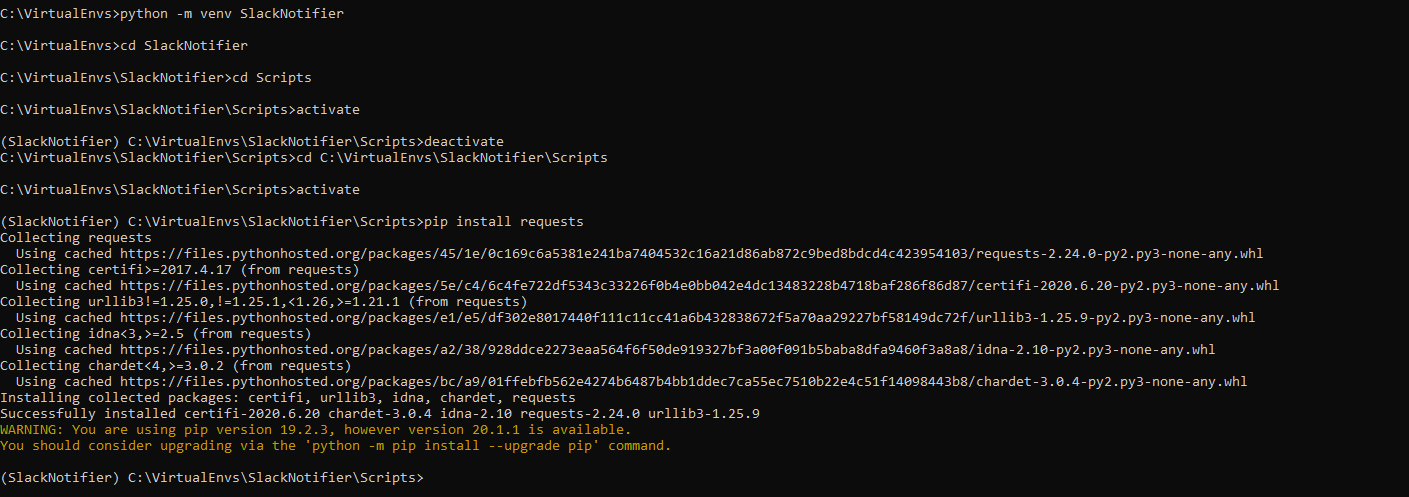 C:\VirtualEnvs>python -m venv SlackNotifier
C:\VirtualEnvs>cd SlackNotifier
C:\VirtualEnvs\SlackNotifier>cd Scripts
C:\VirtualEnvs\SlackNotifier\Scripts>activate
(SlackNotifier) C:\VirtualEnvs\SlackNotifier\Scripts>deactivate
C:\VirtualEnvs\SlackNotifier\Scripts>cd C:\VirtualEnvs\SlackNotifier\Scripts
C:\VirtualEnvs\SlackNotifier\Scripts>activate
(SlackNotifier) C:\VirtualEnvs\SlackNotifier\Scripts>pip install requests
Collecting requests
  Using cached https://files.pythonhosted.org/packages/45/1e/0c169c6a5381e241ba7404532c16a21d86ab872c9bed8bdcd4c423954103/requests-2.24.0-py2.py3-none-any.whl
Collecting certifi>=2017.4.17 (from requests)
  Using cached https://files.pythonhosted.org/packages/5e/c4/6c4fe722df5343c33226f0b4e0bb042e4dc13483228b4718baf286f86d87/certifi-2020.6.20-py2.py3-none-any.whl
Collecting urllib3!=1.25.0,!=1.25.1,<1.26,>=1.21.1 (from requests)
  Using cached https://files.pythonhosted.org/packages/e1/e5/df302e8017440f111c11cc41a6b432838672f5a70aa29227bf58149dc72f/urllib3-1.25.9-py2.py3-none-any.whl
Collecting idna<3,>=2.5 (from requests)
  Using cached https://files.pythonhosted.org/packages/a2/38/928ddce2273eaa564f6f50de919327bf3a00f091b5baba8dfa9460f3a8a8/idna-2.10-py2.py3-none-any.whl
Collecting chardet<4,>=3.0.2 (from requests)
  Using cached https://files.pythonhosted.org/packages/bc/a9/01ffebfb562e4274b6487b4bb1ddec7ca55ec7510b22e4c51f14098443b8/chardet-3.0.4-py2.py3-none-any.whl
Installing collected packages: certifi, urllib3, idna, chardet, requests
Successfully installed certifi-2020.6.20 chardet-3.0.4 idna-2.10 requests-2.24.0 urllib3-1.25.9
WARNING: You are using pip version 19.2.3, however version 20.1.1 is available.
You should consider upgrading via the 'python -m pip install --upgrade pip' command.
(SlackNotifier) C:\VirtualEnvs\SlackNotifier\Scripts>